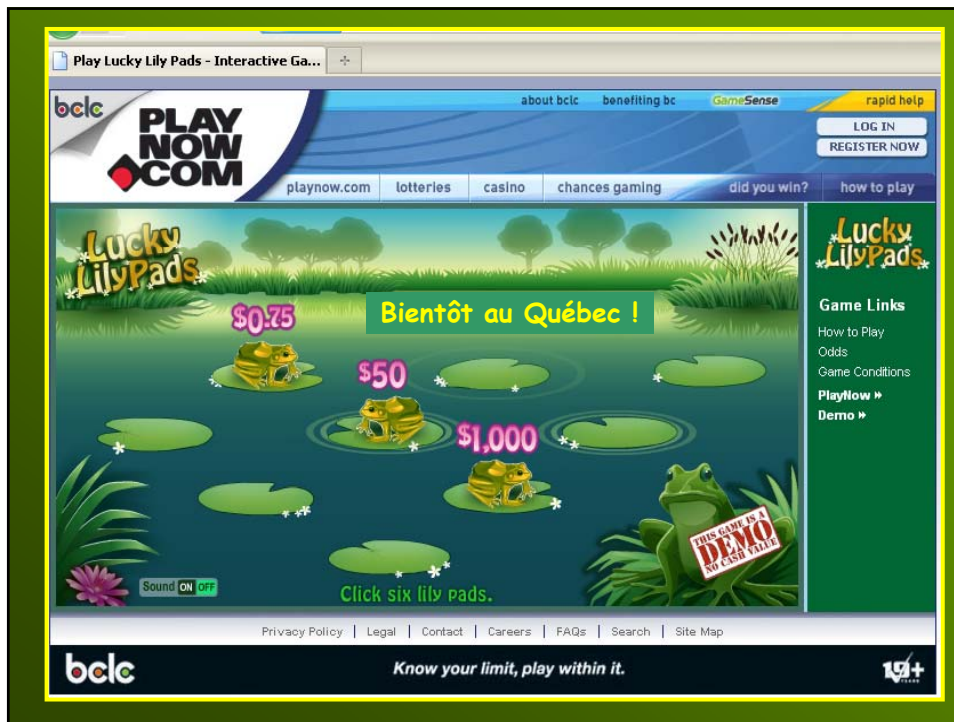 Play Lucky Lily Pads - Interactive Ga...
bclc
PLAY
NOW
.COM
about bclc benefiting bc GameSense rapid help
LOG IN
REGISTER NOW
playnow.com lotteries casino chances gaming did you win? how to play
Lucky
LilyPads
Lucky
LilyPads
Bientôt au Québec !
$0.75
$50
$1,000
Game Links
How to Play
Odds
Game Conditions
PlayNow »
Demo »
THIS GAME IS A
DEMO
NO CASH VALUE
Sound ON OFF
Click six lily pads.
Privacy Policy | Legal | Contact | Careers | FAQs | Search | Site Map
bclc Know your limit, play within it. 19+
YEARS